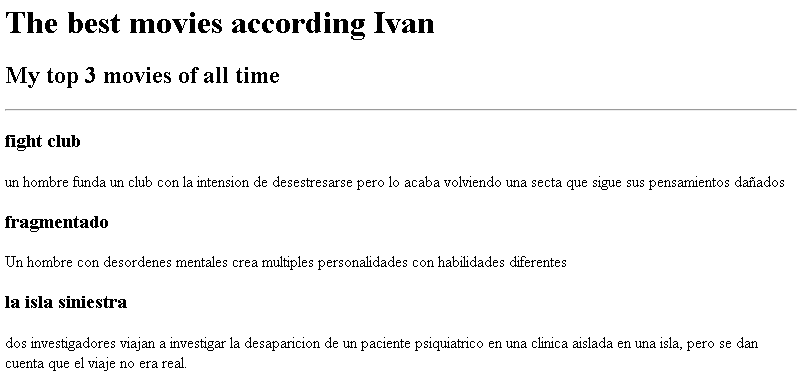 The best movies according Ivan
My top 3 movies of all time
fight club
un hombre funda un club con la intension de desestresarse pero lo acaba volviendo una secta que sigue sus pensamientos dañados
fragmentado
Un hombre con desordenes mentales crea multiples personalidades con habilidades diferentes
la isla siniestra
dos investigadores viajan a investigar la desaparicion de un paciente psiquiatrico en una clinica aislada en una isla, pero se dan
cuenta que el viaje no era real.